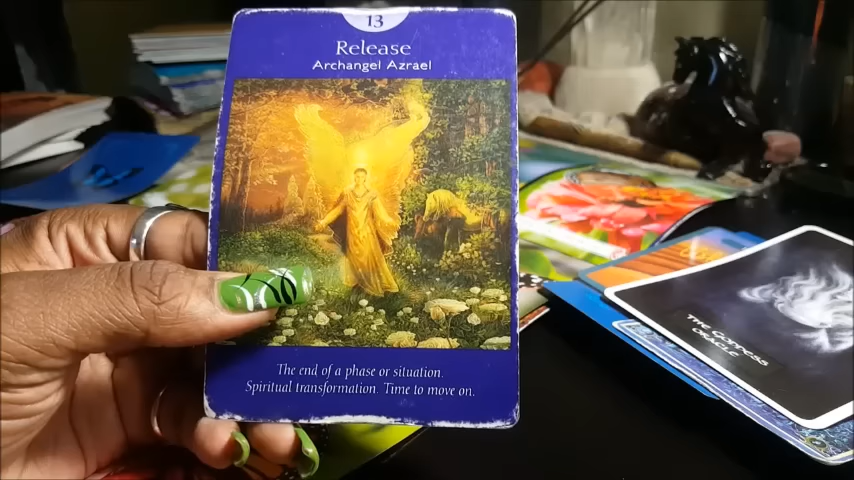 13
Release
Archangel Azrael
The end of a phase or situation.
Spiritual transformation. Time to move on.
THE GODDESS
ORACLE